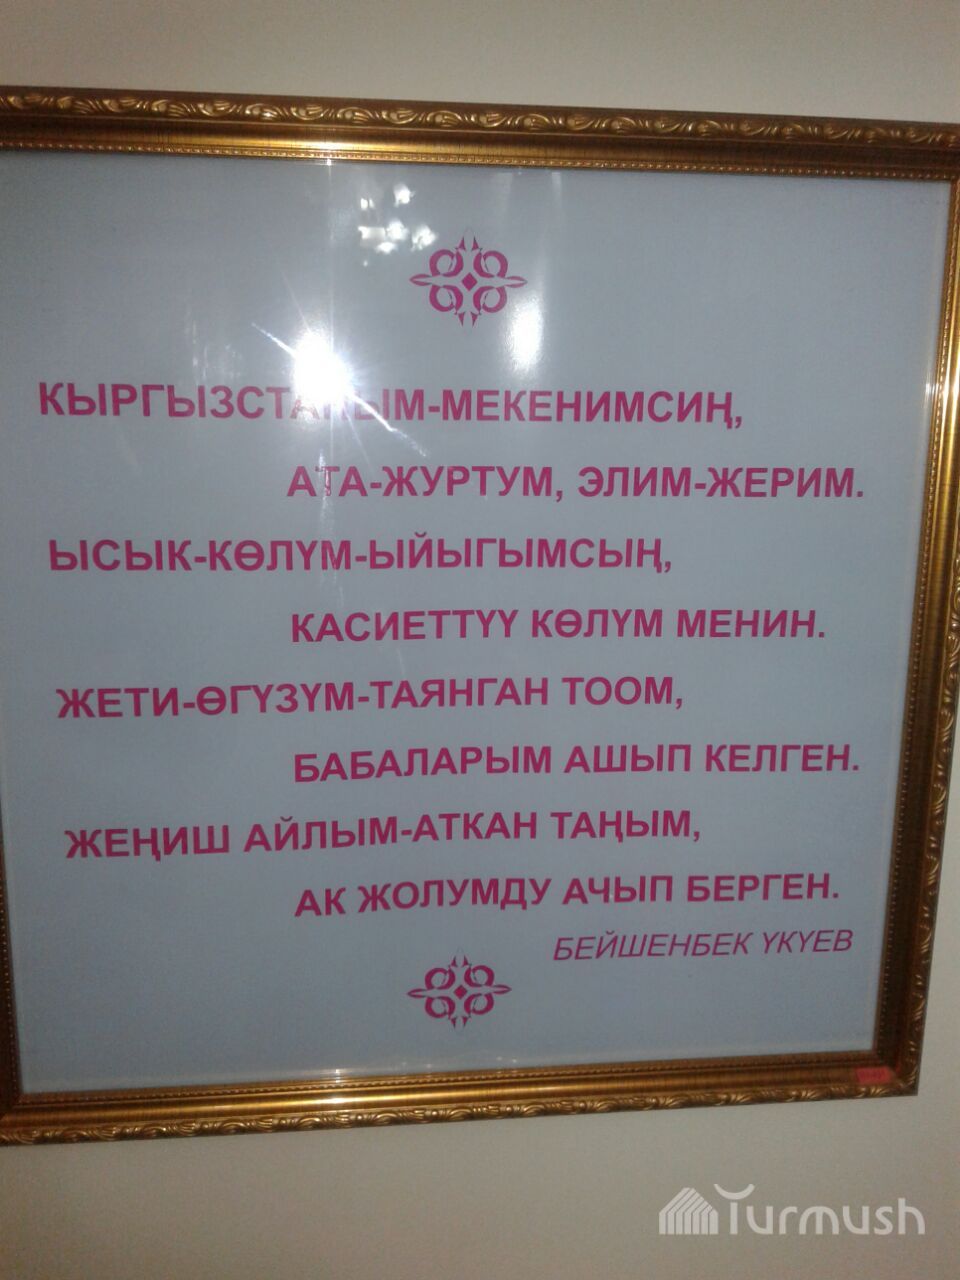 КЫРГЫЗСТАНЫМ-МЕКЕНИМСИҢ,
АТА-ЖУРТУМ, ЭЛИМ-ЖЕРИМ.
ЫСЫК-КӨЛҮМ-ЫЙЫГЫМСЫҢ,
КАСИЕТТҮҮ КӨЛҮМ МЕНИН.
ЖЕТИ-ӨГҮЗҮМ-ТАЯНГАН ТООМ,
БАБАЛАРЫМ АШЫП КЕЛГЕН.
ЖЕҢИШ АЙЛЫМ-АТКАН ТАҢЫМ,
АК ЖОЛУМДУ АЧЫП БЕРГЕН.
БЕЙШЕНБЕК ҮКҮЕВ
Turmush